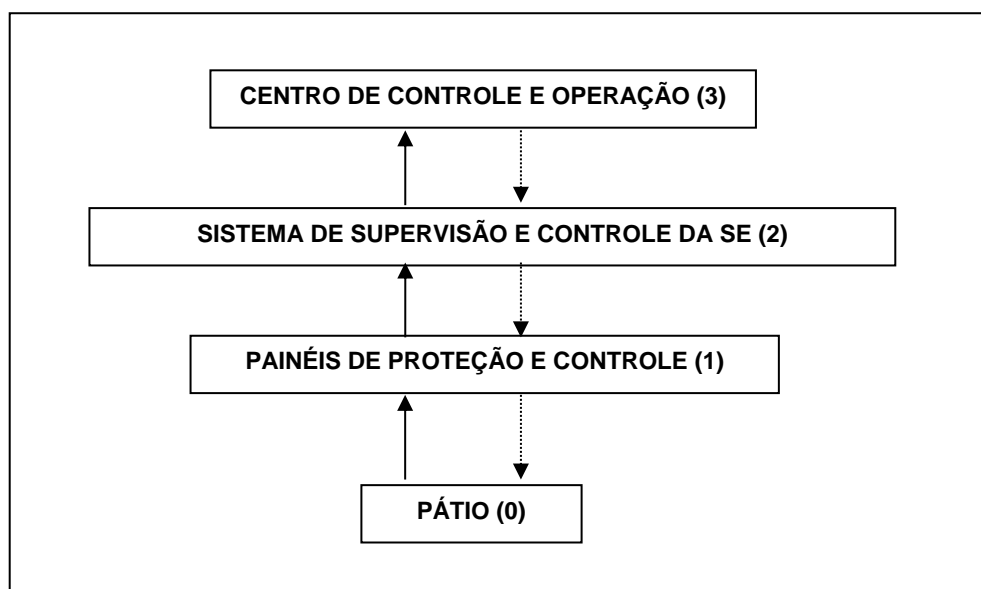 CENTRO DE CONTROLE E OPERAÇÃO (3)
SISTEMA DE SUPERVISÃO E CONTROLE DA SE (2)
PAINÉIS DE PROTEÇÃO E CONTROLE (1)
PÁTIO (0)